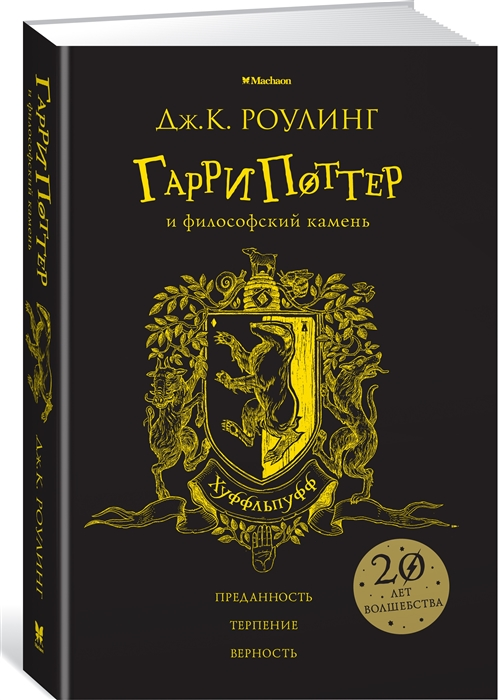 Machaon
Дж.К. РОУЛИНГ
ГАРРИ ПОТТЕР
и философский камень
Хуффльпуфф
20
ЛЕТ
ВОЛШЕБСТВА
ПРЕДАННОСТЬ
ТЕРПЕНИЕ
ВЕРНОСТЬ
ГАРРИ ПОТТЕР
и философский камень
Дж.К. РОУЛИНГ